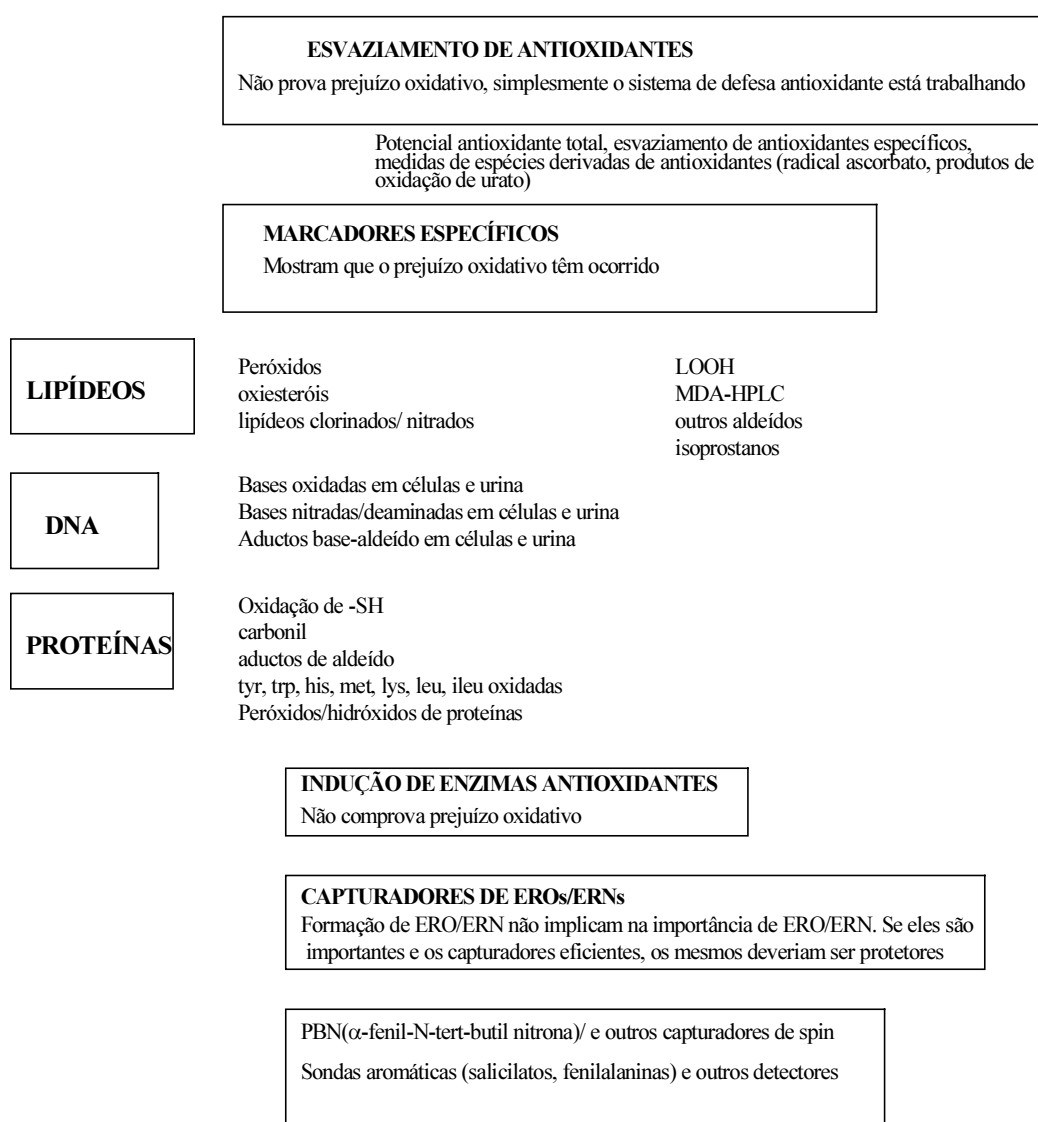 ESVAZIAMENTO DE ANTIOXIDANTES
Não prova prejuízo oxidativo, simplesmente o sistema de defesa antioxidante está trabalhando
Potencial antioxidante total, esvaziamento de antioxidantes específicos,
medidas de espécies derivadas de antioxidantes (radical ascorbato, produtos de
oxidação de urato)
MARCADORES ESPECÍFICOS
Mostram que o prejuízo oxidativo têm ocorrido
LIPÍDEOS
Peróxidos
oxiesteróis
lipídeos clorinados/ nitrados
LOOH
MDA-HPLC
outros aldeídos
isoprostanos
DNA
Bases oxidadas em células e urina
Bases nitradas/deaminadas em células e urina
Aductos base-aldeído em células e urina
PROTEÍNAS
Oxidação de -SH
carbonil
aductos de aldeído
tyr, trp, his, met, lys, leu, ileu oxidadas
Peróxidos/hidróxidos de proteínas
INDUÇÃO DE ENZIMAS ANTIOXIDANTES
Não comprova prejuízo oxidativo
CAPTURADORES DE EROs/ERNs
Formação de ERO/ERN não implicam na importância de ERO/ERN. Se eles são
importantes e os capturadores eficientes, os mesmos deveriam ser protetores
PBN(α-fenil-N-tert-butil nitrona)/ e outros capturadores de spin
Sondas aromáticas (salicilatos, fenilalaninas) e outros detectores